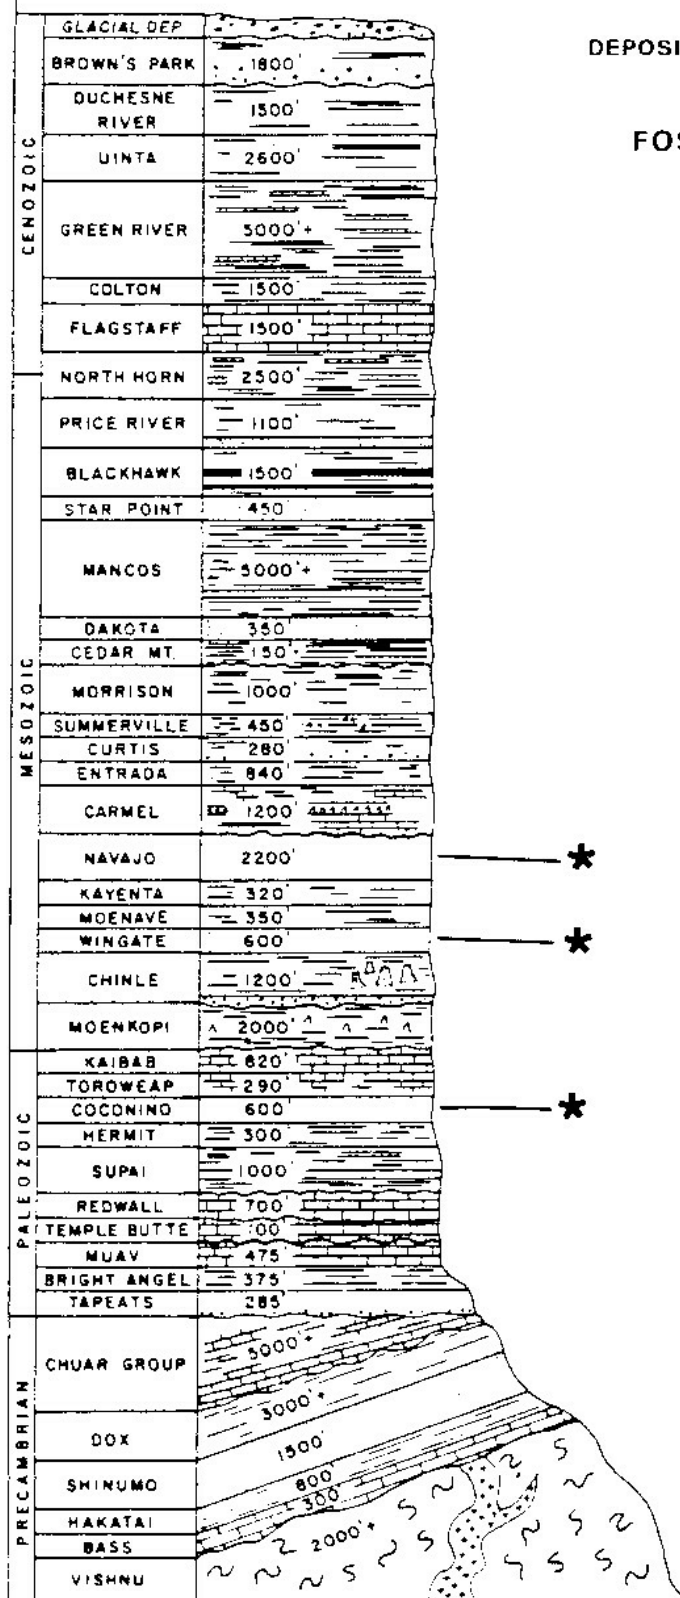 DEPOSI
FOS
CENOZOIC
GLACIAL DEP
BROWN'S PARK 1800'
DUCHESNE
RIVER 1500'
UINTA 2600'
GREEN RIVER 5000'+
COLTON 1500'
FLAGSTAFF 1500'
MESOZOIC
NORTH HORN 2500'
PRICE RIVER 1100'
BLACKHAWK 1500'
STAR POINT 450'
MANCOS 5000'+
DAKOTA 350'
CEDAR MT. 150'
MORRISON 1000'
SUMMERVILLE 450'
CURTIS 280'
ENTRADA 840'
CARMEL 1200'
NAVAJO 2200' *
KAYENTA 320'
MOENAVE 350'
WINGATE 600' *
CHINLE 1200'
MOENKOPI 2000'
PALEOZOIC
KAIBAB 820'
TOROWEAP 290'
COCONINO 600' *
HERMIT 300'
SUPAI 1000'
REDWALL 700'
TEMPLE BUTTE 100'
MUAV 475'
BRIGHT ANGEL 375'
TAPEATS 285'
PRECAMBRIAN
CHUAR GROUP 5000'+
DOX 3000'+
SHINUMO 1500'
HAKATAI 800'
BASS 300'
VISHNU 2000'+